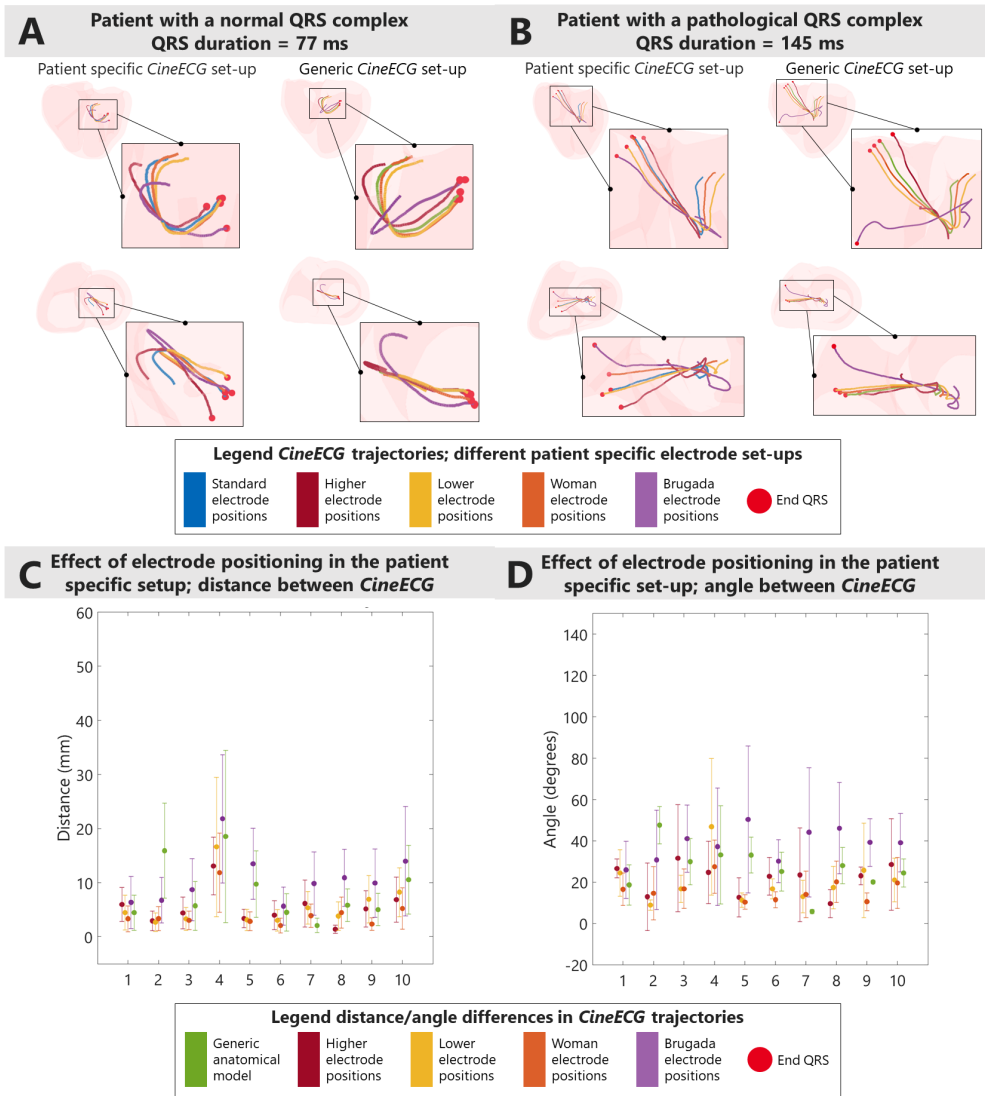 A Patient with a normal QRS complex
QRS duration = 77 ms
Patient specific CineECG set-up
Generic CineECG set-up
B Patient with a pathological QRS complex
QRS duration = 145 ms
Patient specific CineECG set-up
Generic CineECG set-up
Legend CineECG trajectories; different patient specific electrode set-ups
Standard
electrode
positions
Higher
electrode
positions
Lower
electrode
positions
Woman
electrode
positions
Brugada
electrode
positions
End QRS
C Effect of electrode positioning in the patient
specific setup; distance between CineECG
60
50
40
30
20
10
0
Distance (mm)
1 2 3 4 5 6 7 8 9 10
D Effect of electrode positioning in the patient
specific set-up; angle between CineECG
140
120
100
80
60
40
20
0
-20
Angle (degrees)
1 2 3 4 5 6 7 8 9 10
Legend distance/angle differences in CineECG trajectories
Generic
anatomical
model
Higher
electrode
positions
Lower
electrode
positions
Woman
electrode
positions
Brugada
electrode
positions
End QRS